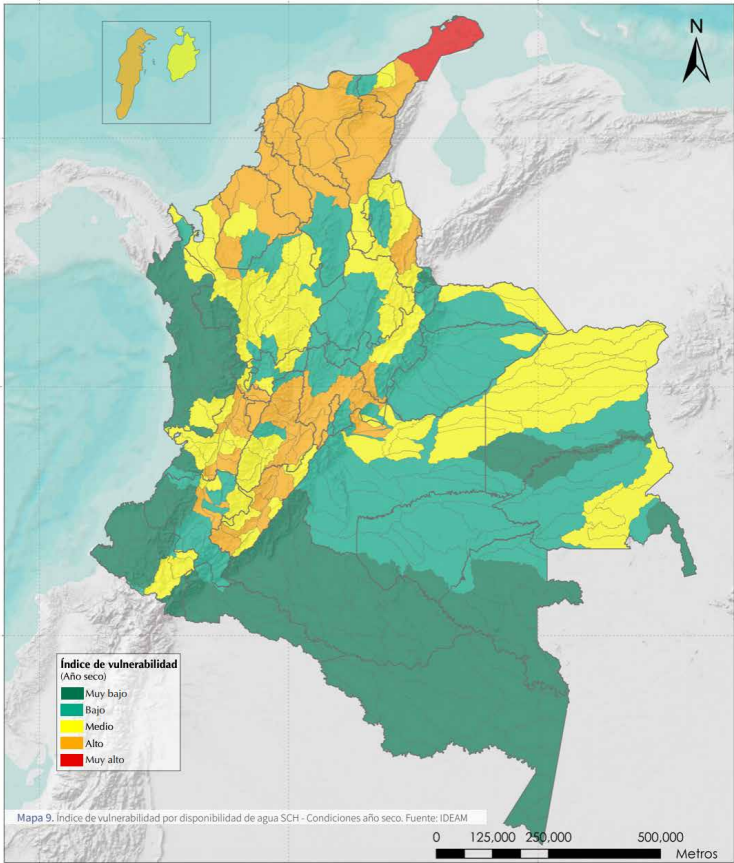 N
Índice de vulnerabilidad
(Año seco)
Muy bajo
Bajo
Medio
Alto
Muy alto
Mapa 9. Índice de vulnerabilidad por disponibilidad de agua SCH - Condiciones año seco. Fuente: IDEAM
0 125,000 250,000 500,000
Metros